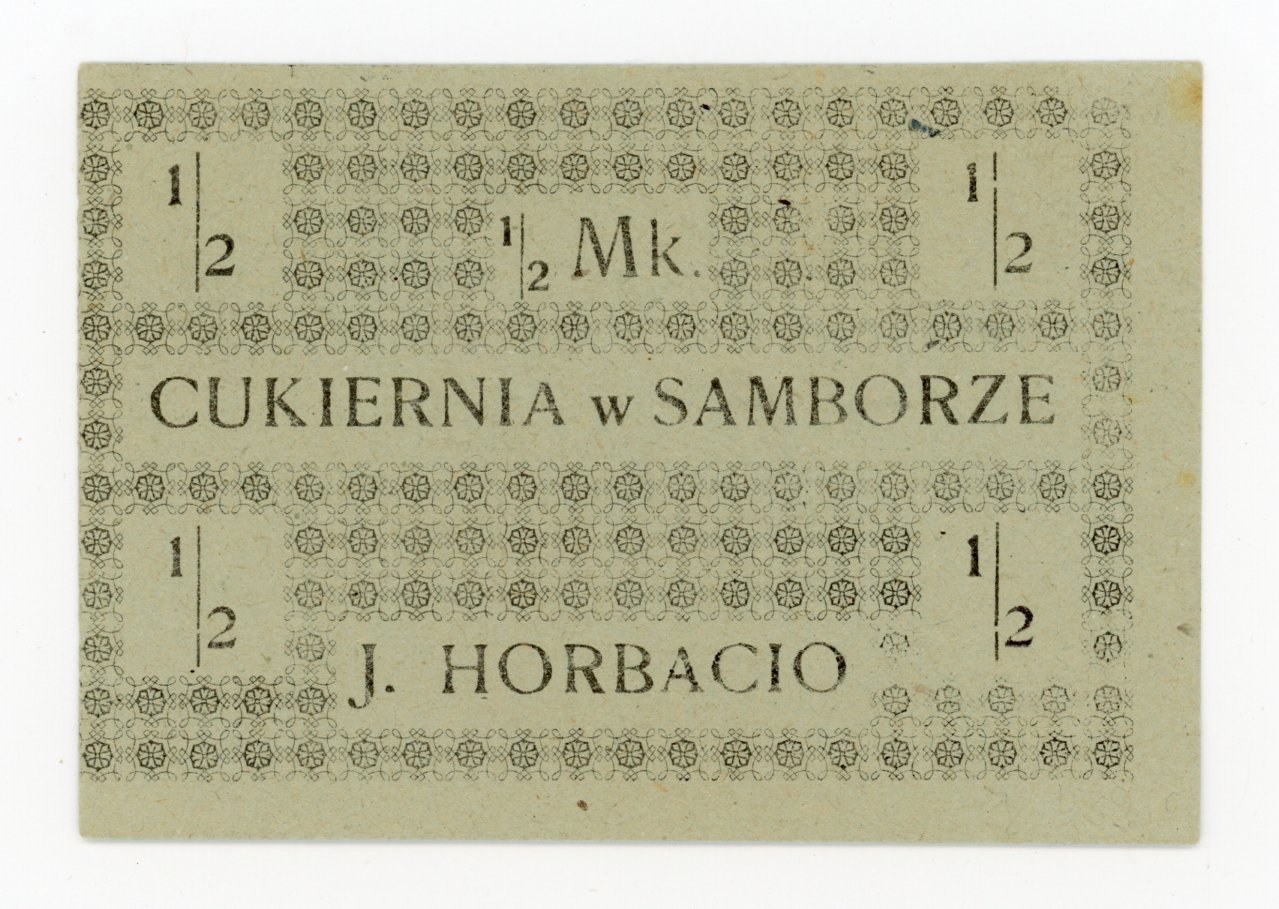 1/2 1/2
1/2 Mk.
CUKIERNIA w SAMBORZE
1/2 1/2
J. HORBACIO